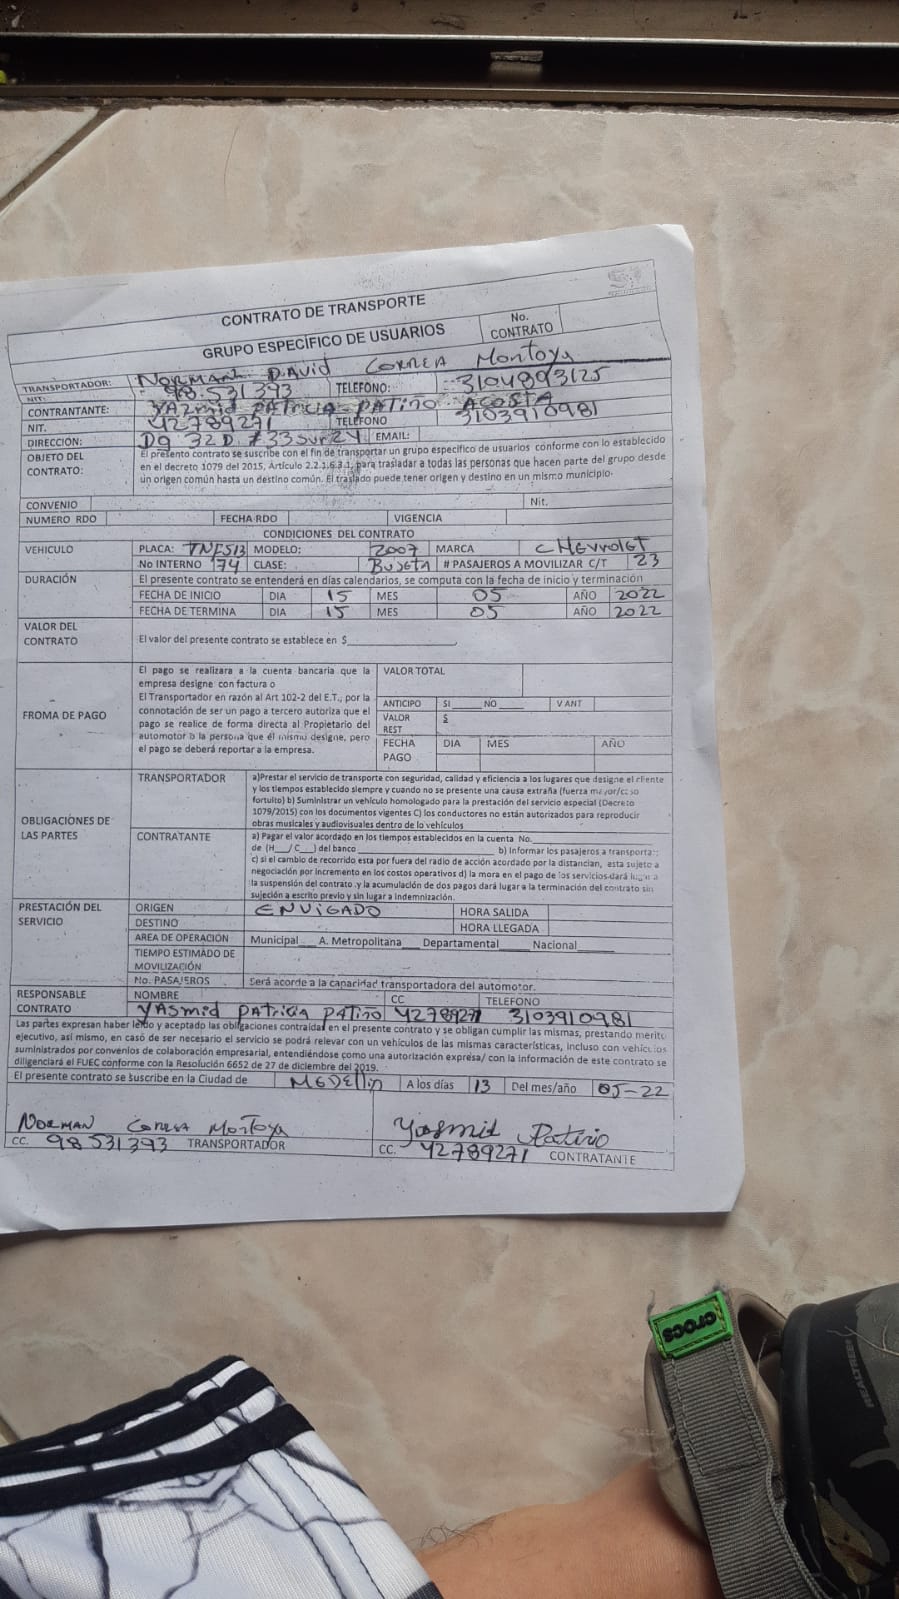 CONTRATO DE TRANSPORTE
GRUPO ESPECÍFICO DE USUARIOS No. CONTRATO
TRANSPORTADOR: NORMAN DAVID CORREA MONTOYA
NIT: 98.531393 TELEFONO: 3104893125
CONTRANTANTE: YAZMID PATRICIA PATIÑO ACOSTA
NIT. 42789271 TELEFONO 3103910981
DIRECCION: DG 32D #33SUR24 EMAIL:
OBJETO DEL CONTRATO: El presento contrato se suscribe con el fin de transportar un grupo especifico de usuarios conforme con lo establecido
en el decreto 1079 del 2015, Artículo 2.2.1.6.3.1, para trasladar a todas las personas que hacen parte del grupo desde
un origen común hasta un destino común. El traslado puede tener origen y destino en un mismo municipio.
CONVENIO Nit.
NUMERO RDO FECHA RDO VIGENCIA
CONDICIONES DEL CONTRATO
VEHICULO PLACA: TNF513 MODELO: 2007 MARCA CHEVROLET
No INTERNO 174 CLASE: BUSETA # PASAJEROS A MOVILIZAR C/T 23
DURACIÓN El presente contrato se entenderá en días calendarios, se computa con la fecha de inicio y terminación
FECHA DE INICIO DIA 15 MES 05 AÑO 2022
FECHA DE TERMINA DIA 15 MES 05 AÑO 2022
VALOR DEL CONTRATO El valor del presente contrato se establece en $
FROMA DE PAGO
El pago se realizara a la cuenta bancaria que la
empresa designe con factura o
El Transportador en razón al Art 102-2 del E.T., por la
connotación de ser un pago a tercero autoriza que el
pago se realice de forma directa al Propietario del
automotor o la persona que él mismo designe, pero
el pago se deberá reportar a la empresa.
VALOR TOTAL
ANTICIPO SI NO V ANT
VALOR REST $
FECHA PAGO DIA MES AÑO
OBLIGACIÓNES DE LAS PARTES
TRANSPORTADOR a)Prestar el servicio de transporte con seguridad, calidad y eficiencia a los lugares que designe el cliente
y los tiempos establecido siempre y cuando no se presente una causa extraña (fuerza mayor/caso
fortuito) b) Suministrar un vehículo homologado para la prestación del servicio especial (Decreto
1079/2015) con los documentos vigentes C) los conductores no están autorizados para reproducir
obras musicales y audiovisuales dentro de lo vehículos
CONTRATANTE a) Pagar el valor acordado en los tiempos establecidos en la cuenta No.
de (H__/ C__) del banco b) Informar los pasajeros a transportar;
c) si el cambio de recorrido esta por fuera del radio de acción acordado por la distancian, esta sujeto a
negociación por incremento en los costos operativos d) la mora en el pago de los servicios dará lugar a
la suspensión del contrato y la acumulación de dos pagos dará lugar a la terminación del contrato sin
sujeción a escrito previo y sin lugar a indemnización.
PRESTACIÓN DEL SERVICIO
ORIGEN ENVIGADO HORA SALIDA
DESTINO HORA LLEGADA
AREA DE OPERACIÓN Municipal A. Metropolitana Departamental Nacional
TIEMPO ESTIMADO DE MOVILIZACIÓN
No. PASAJEROS Será acorde a la capacidad transportadora del automotor.
RESPONSABLE CONTRATO NOMBRE CC TELEFONO
YASMID PATRICIA PATIÑO 42789271 3103910981
Las partes expresan haber leído y aceptado las obligaciones contraídas en el presente contrato y se obligan cumplir las mismas, prestando merito
ejecutivo, así mismo, en casó de ser necesario el servicio se podrá relevar con un vehículos de las mismas características, incluso con vehículos
suministrados por convenios de colaboración empresarial, entendiéndose como una autorización expresa/ con la información de este contrato se
diligenciará el FUEC conforme con la Resolución 6652 de 27 de diciembre del 2019.
El presente contrato se suscribe en la Ciudad de MEDELLIN A los días 13 Del mes/año 05-22
NORMAN CORREA MONTOYA Yasmid Patiño
CC. 98 531393 TRANSPORTADOR CC. 42789271 CONTRATANTE
crocs
REALTREE